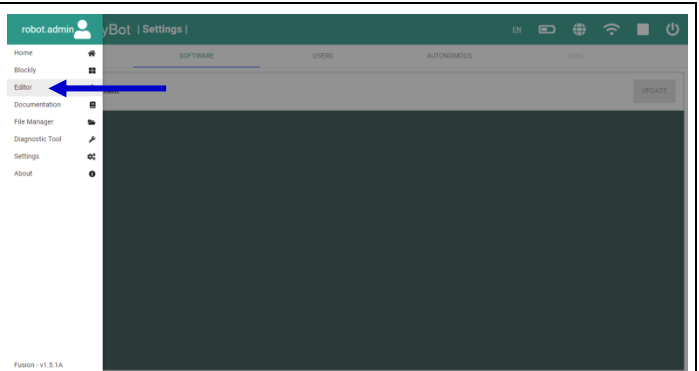 robot.admin yBot | Settings | EN
SOFTWARE USERS AUTONOMOUS MISC
Home
Blockly
Editor
UPDATE
Documentation
File Manager
Diagnostic Tool
Settings
About
Fusion - v1.5.1A